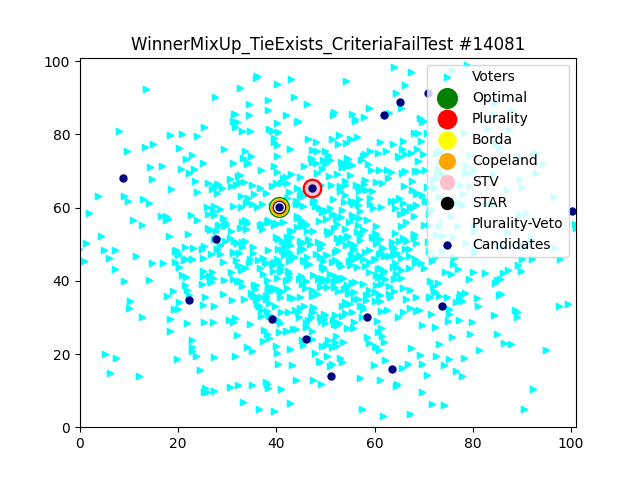 WinnerMixUp_TieExists_CriteriaFailTest #14081
100
80
60
40
20
0
0 20 40 60 80 100
Voters
Optimal
Plurality
Borda
Copeland
STV
STAR
Plurality-Veto
Candidates